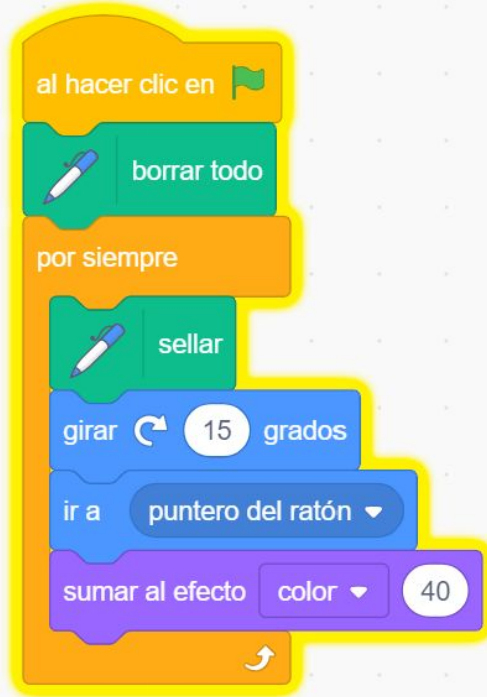 al hacer clic en
borrar todo
por siempre
sellar
girar 15 grados
ir a puntero del ratón
sumar al efecto color 40